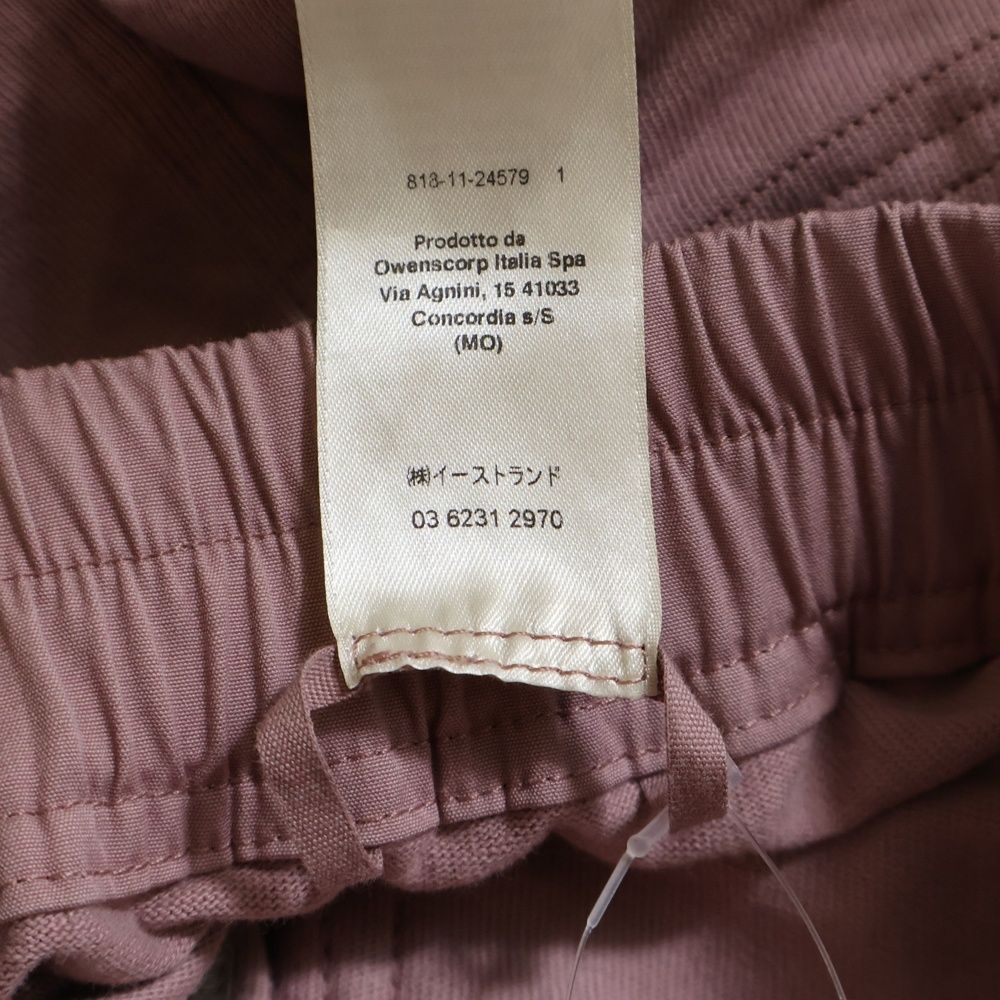 818-11-24579 1
Prodotto da
Owenscorp Italia Spa
Via Agnini, 15 41033
Concordia s/S
(MO)
㈱イーストランド
03 6231 2970